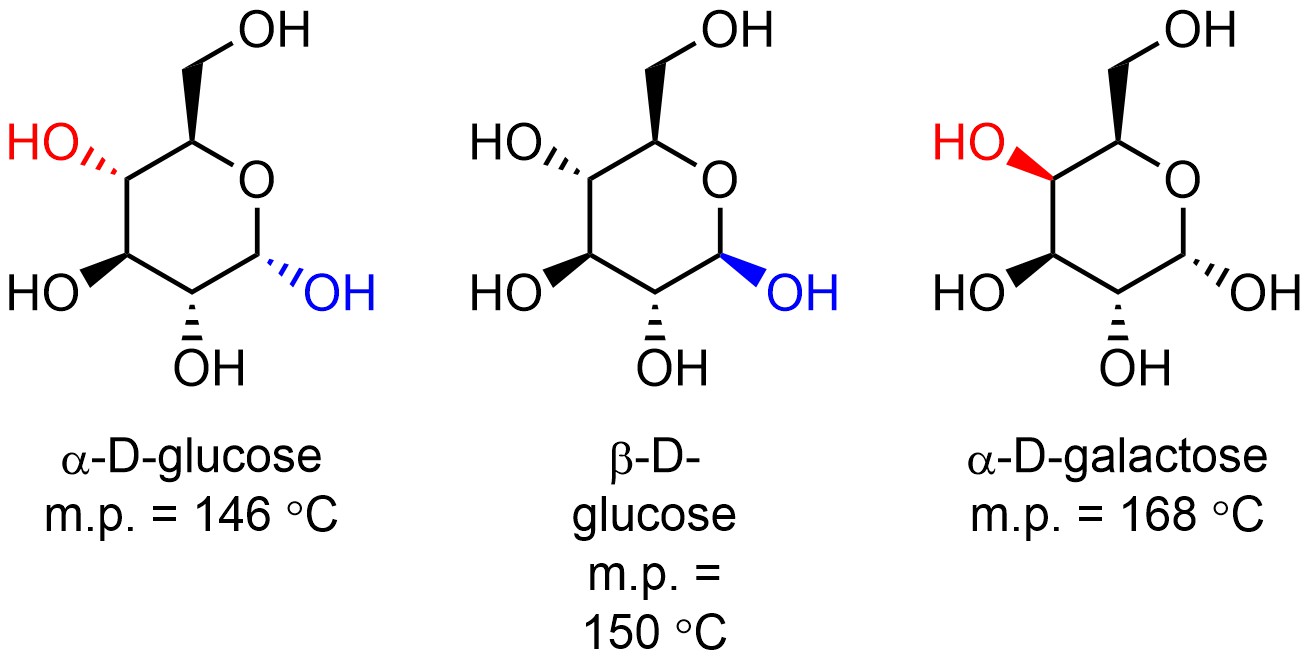 OH
HO
O
HO
OH
OH
α-D-glucose
m.p. = 146 °C
OH
HO
O
HO
OH
OH
β-D-
glucose
m.p. =
150 °C
OH
HO
O
HO
OH
OH
α-D-galactose
m.p. = 168 °C